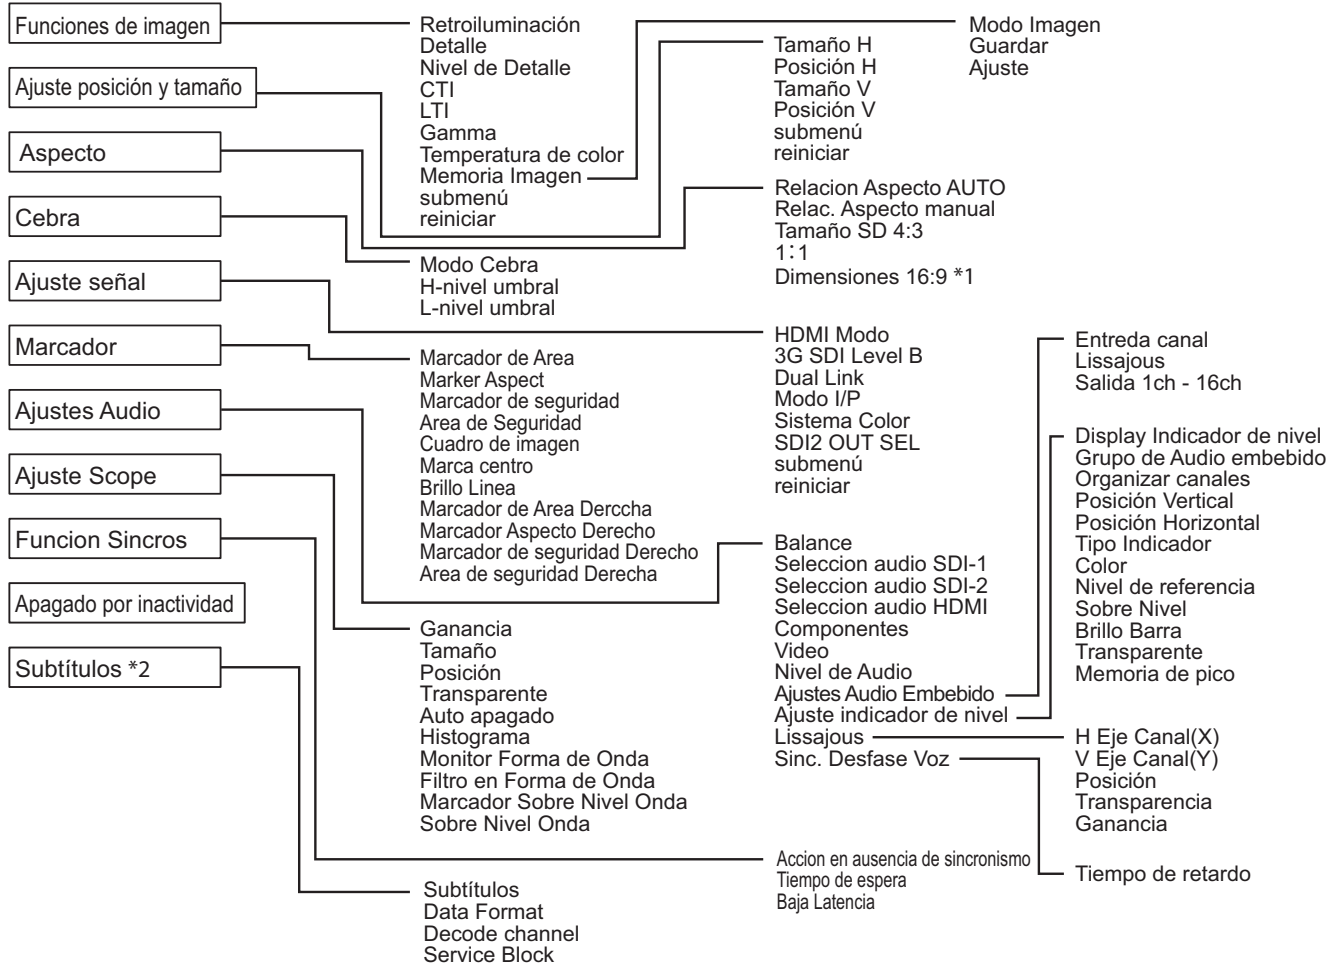 Funciones de imagen
Ajuste posición y tamaño
Aspecto
Cebra
Ajuste señal
Marcador
Ajustes Audio
Ajuste Scope
Funcion Sincros
Apagado por inactividad
Subtítulos *2
Retroiluminación
Detalle
Nivel de Detalle
CTI
LTI
Gamma
Temperatura de color
Memoria Imagen
submenú
reiniciar
Modo Cebra
H-nivel umbral
L-nivel umbral
Marcador de Area
Marker Aspect
Marcador de seguridad
Area de Seguridad
Cuadro de imagen
Marca centro
Brillo Linea
Marcador de Area Derccha
Marcador Aspecto Derecho
Marcador de seguridad Derecho
Area de seguridad Derecha
Ganancia
Tamaño
Posición
Transparente
Auto apagado
Histograma
Monitor Forma de Onda
Filtro en Forma de Onda
Marcador Sobre Nivel Onda
Sobre Nivel Onda
Subtítulos
Data Format
Decode channel
Service Block
Tamaño H
Posición H
Tamaño V
Posición V
submenú
reiniciar
Relacion Aspecto AUTO
Relac. Aspecto manual
Tamaño SD 4:3
1:1
Dimensiones 16:9 *1
HDMI Modo
3G SDI Level B
Dual Link
Modo I/P
Sistema Color
SDI2 OUT SEL
submenú
reiniciar
Balance
Seleccion audio SDI-1
Seleccion audio SDI-2
Seleccion audio HDMI
Componentes
Video
Nivel de Audio
Ajustes Audio Embebido
Ajuste indicador de nivel
Lissajous
Sinc. Desfase Voz
Accion en ausencia de sincronismo
Tiempo de espera
Baja Latencia
Modo Imagen
Guardar
Ajuste
Entreda canal
Lissajous
Salida 1ch - 16ch
Display Indicador de nivel
Grupo de Audio embebido
Organizar canales
Posición Vertical
Posición Horizontal
Tipo Indicador
Color
Nivel de referencia
Sobre Nivel
Brillo Barra
Transparente
Memoria de pico
H Eje Canal(X)
V Eje Canal(Y)
Posición
Transparencia
Ganancia
Tiempo de retardo